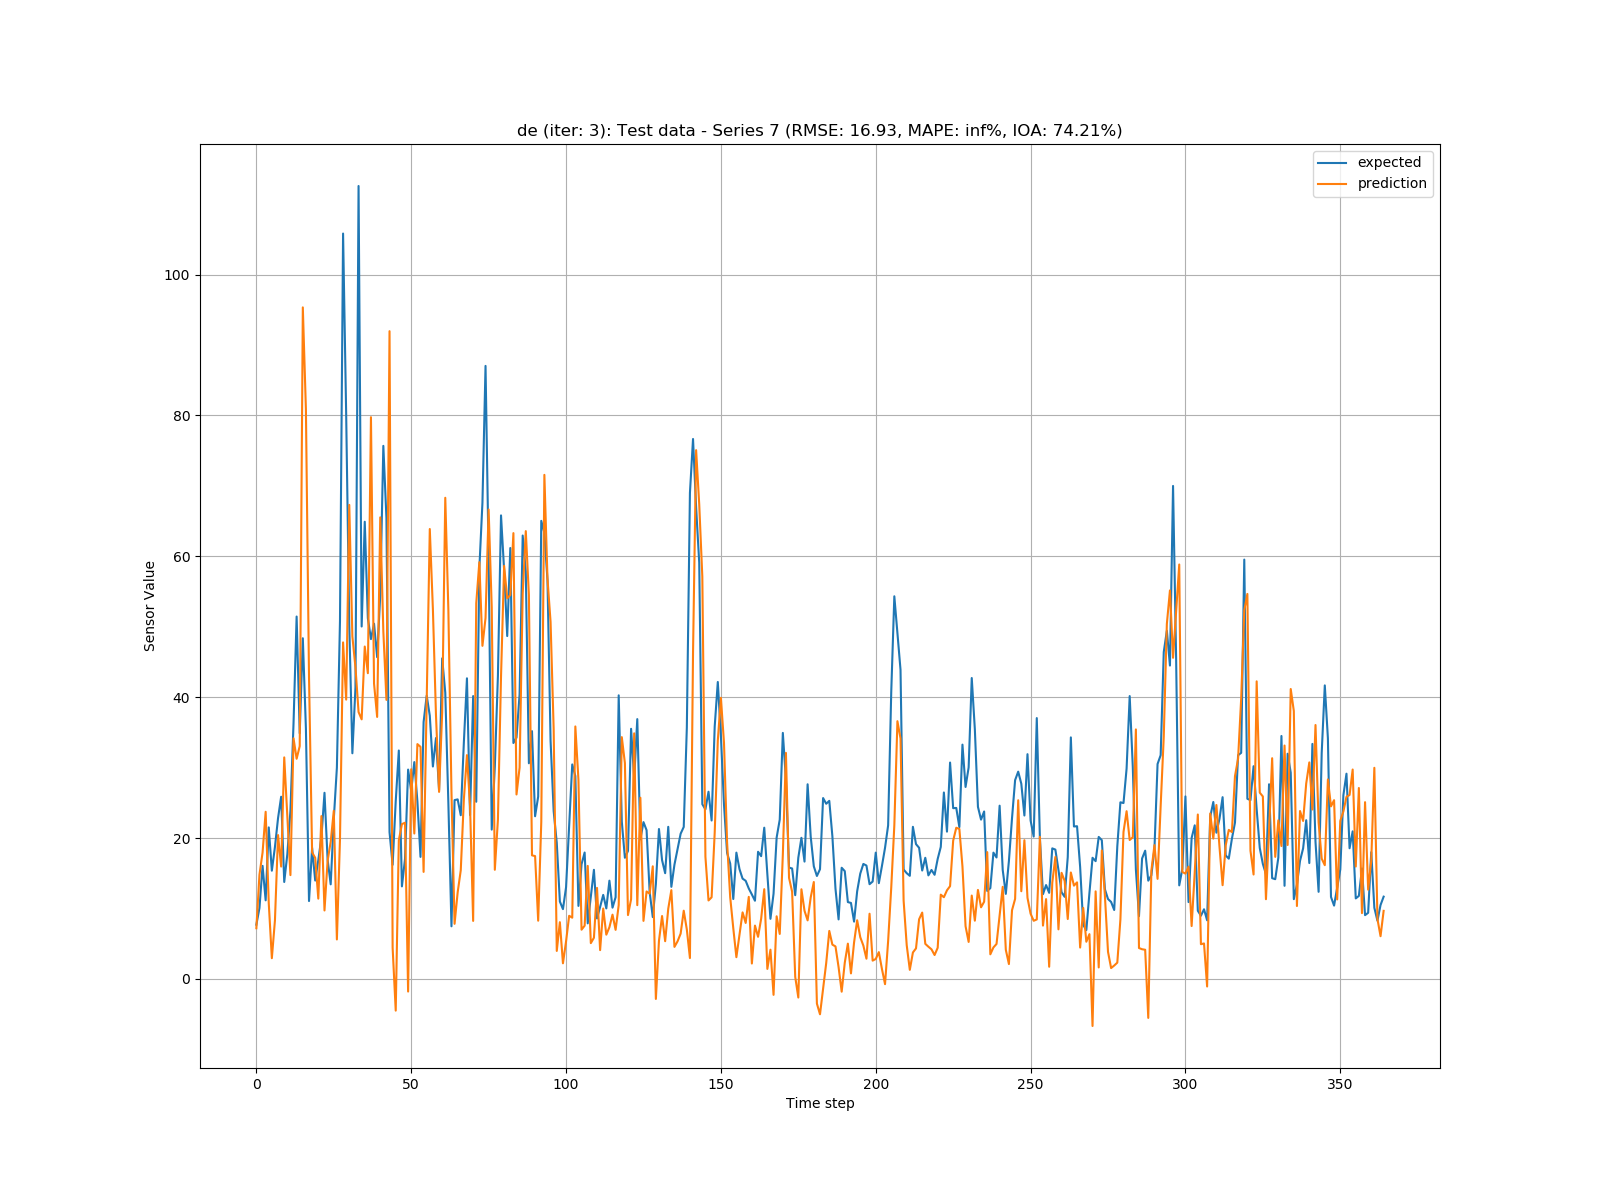 de (iter: 3): Test data - Series 7 (RMSE: 16.93, MAPE: inf%, IOA: 74.21%)
expected
prediction
Sensor Value
100
80
60
40
20
0
0 50 100 150 200 250 300 350
Time step